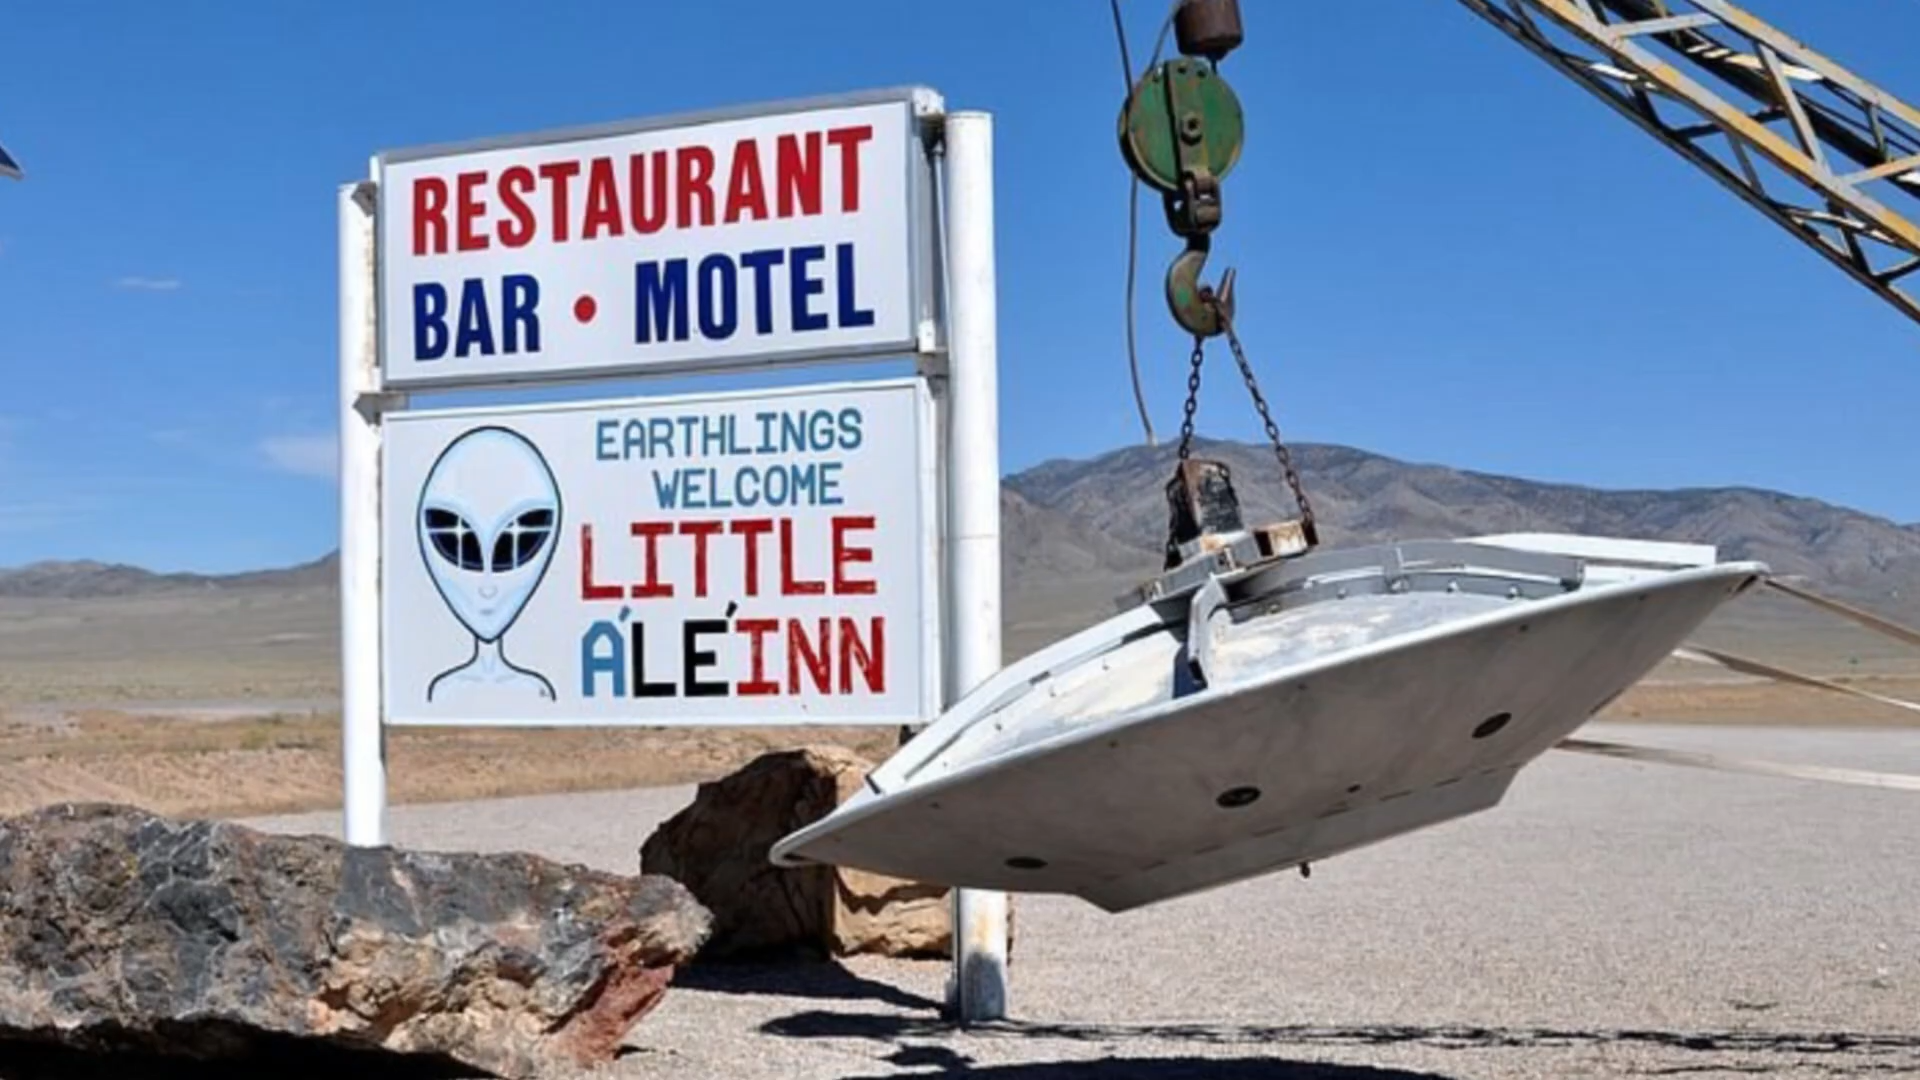 RESTAURANT
BAR • MOTEL
EARTHLINGS
WELCOME
LITTLE
A'LE'INN